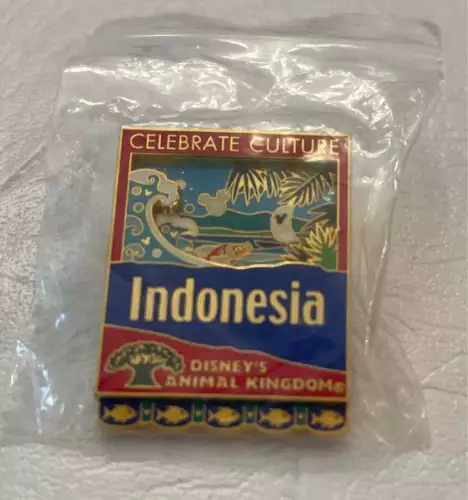 CELEBRATE CULTURE
Indonesia
DISNEY'S
ANIMAL KINGDOM®